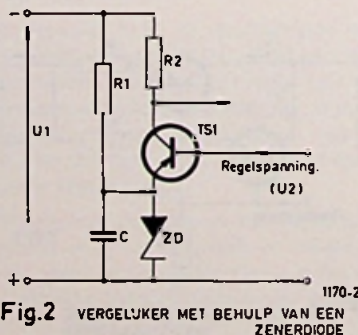 -
R1
R2
U1
TS1
Regelspanning.
(U2)
C
ZD
+
1170-2
Fig.2 VERGELIJKER MET BEHULP VAN EEN
ZENERDIODE